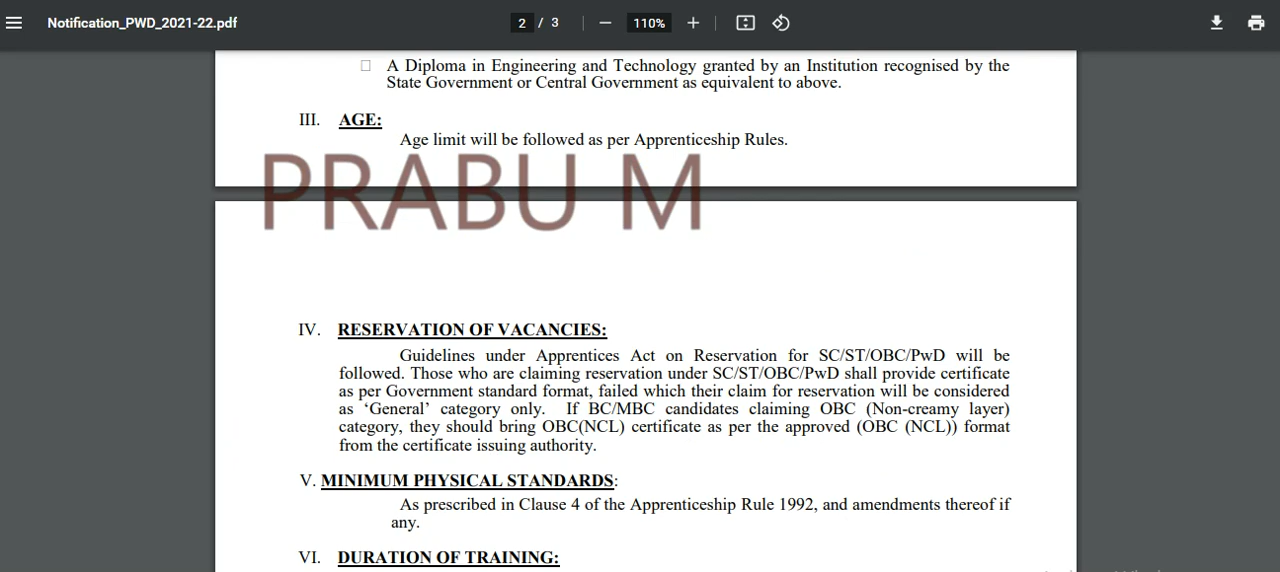 Notification_PWD_2021-22.pdf
2 / 3
110%
A Diploma in Engineering and Technology granted by an Institution recognised by the
State Government or Central Government as equivalent to above.
III. AGE:
Age limit will be followed as per Apprenticeship Rules.
PRABU M
IV. RESERVATION OF VACANCIES:
Guidelines under Apprentices Act on Reservation for SC/ST/OBC/PwD will be
followed. Those who are claiming reservation under SC/ST/OBC/PwD shall provide certificate
as per Government standard format, failed which their claim for reservation will be considered
as ‘General’ category only. If BC/MBC candidates claiming OBC (Non-creamy layer)
category, they should bring OBC(NCL) certificate as per the approved (OBC (NCL)) format
from the certificate issuing authority.
V. MINIMUM PHYSICAL STANDARDS:
As prescribed in Clause 4 of the Apprenticeship Rule 1992, and amendments thereof if
any.
VI. DURATION OF TRAINING: